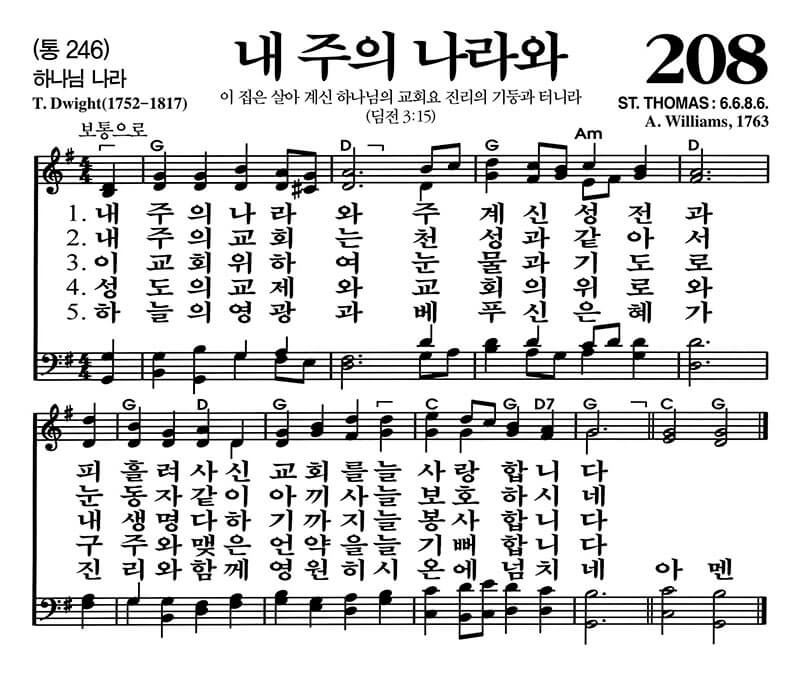 (통 246)
하나님 나라
T. Dwight(1752-1817)
내 주의 나라와
이 집은 살아 계신 하나님의 교회요 진리의 기둥과 터니라
(딤전 3:15)
208
ST. THOMAS : 6.6.8.6.
A. Williams, 1763
보통으로
G D G Am D
1. 내 주의 나라와 주 계신 성전과
2. 내 주의 교회는 천성과 같아서
3. 이 교회 위하여 눈물과 기도로
4. 성도의 교제와 교회의 위로와
5. 하늘의 영광과 베푸신 은혜가
G D G C G D7 G C G
피 흘려 사신 교회를 늘 사랑 합니다
눈동자 같이 아끼사 늘 보호 하시네
내 생명 다하기까지 늘 봉사 합니다
구주와 맺은 언약을 늘 기뻐 합니다
진리와 함께 영원히 시온에 넘치네 아멘